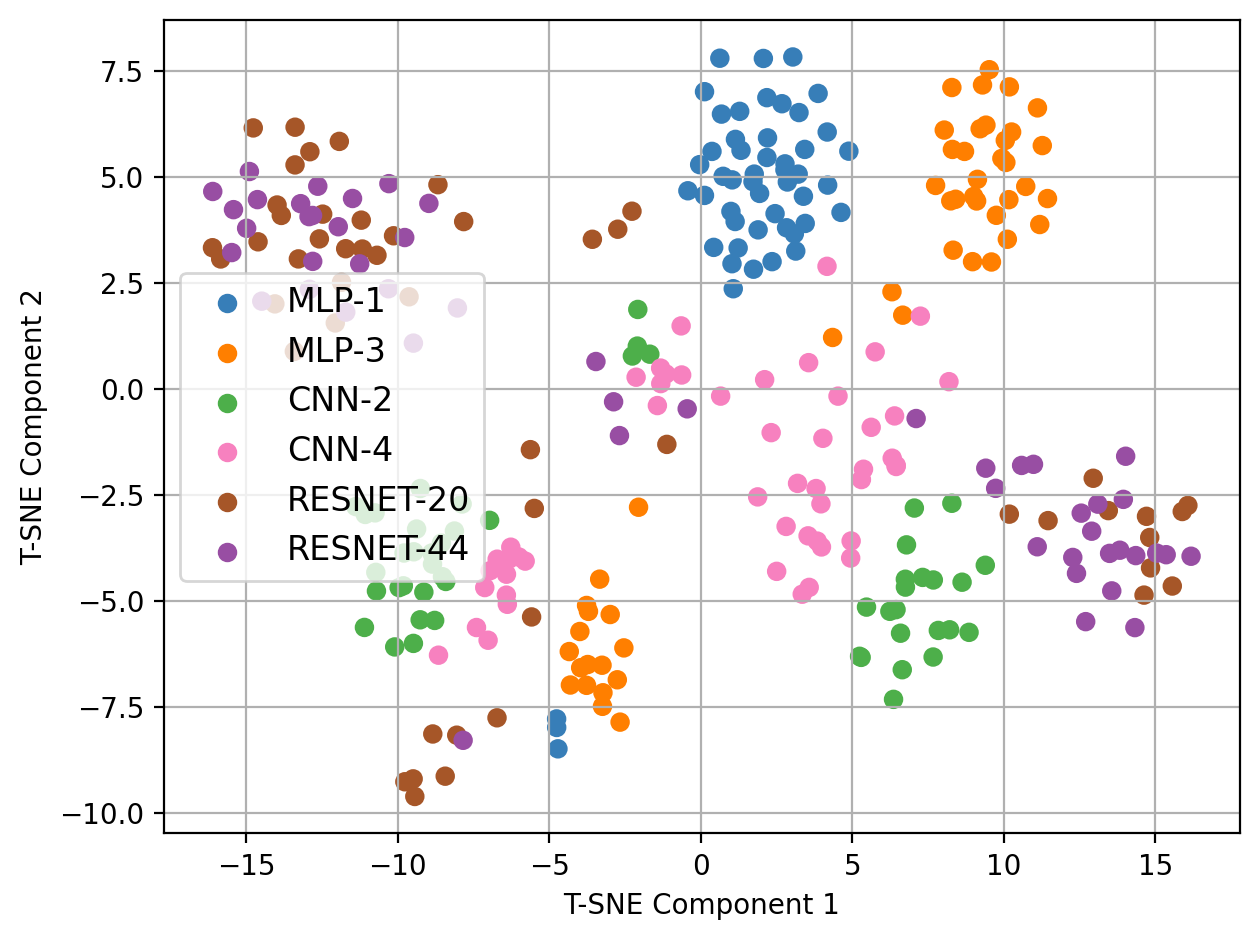 7.5
5.0
2.5
0.0
−2.5
−5.0
−7.5
−10.0
T-SNE Component 2
MLP-1
MLP-3
CNN-2
CNN-4
RESNET-20
RESNET-44
−15
−10
−5
0
5
10
15
T-SNE Component 1